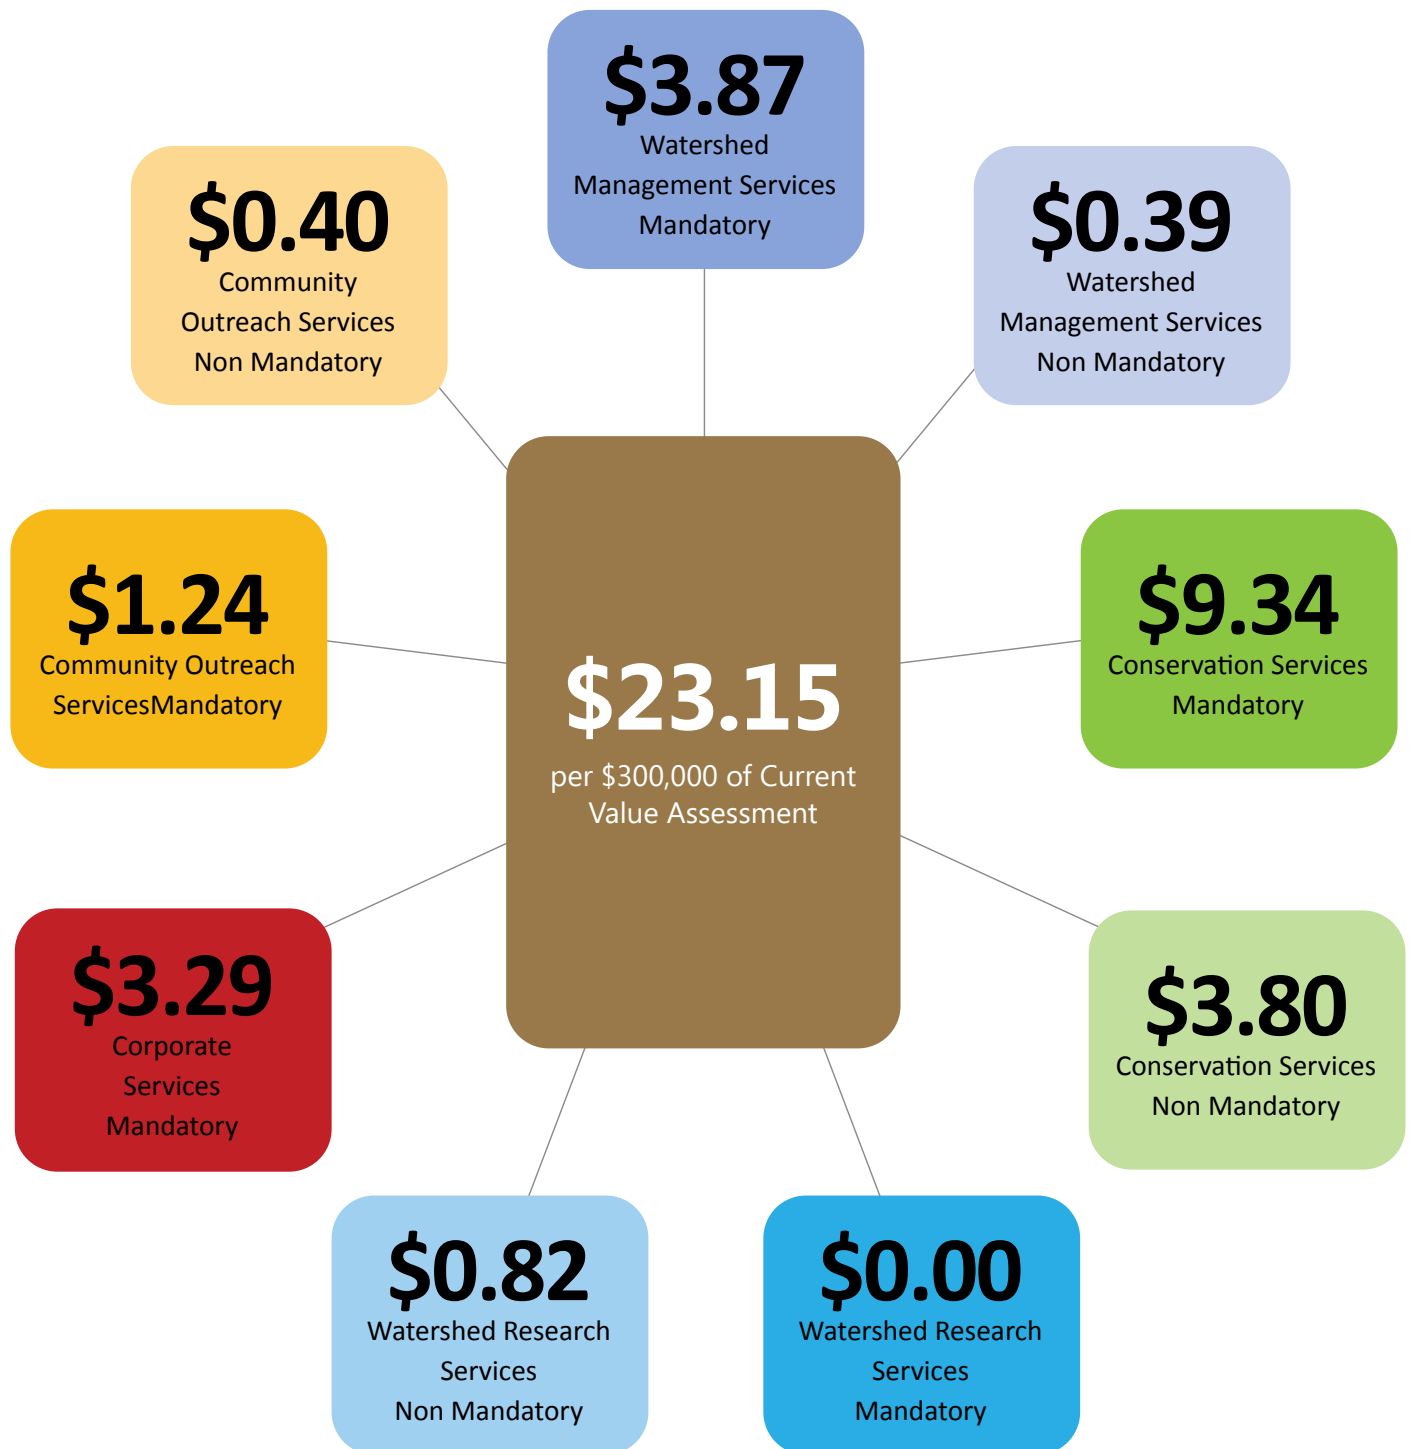 $3.87
Watershed
Management Services
Mandatory
$0.40
Community
Outreach Services
Non Mandatory
$0.39
Watershed
Management Services
Non Mandatory
$1.24
Community Outreach
ServicesMandatory
$23.15
per $300,000 of Current
Value Assessment
$9.34
Conservation Services
Mandatory
$3.29
Corporate
Services
Mandatory
$3.80
Conservation Services
Non Mandatory
$0.82
Watershed Research
Services
Non Mandatory
$0.00
Watershed Research
Services
Mandatory